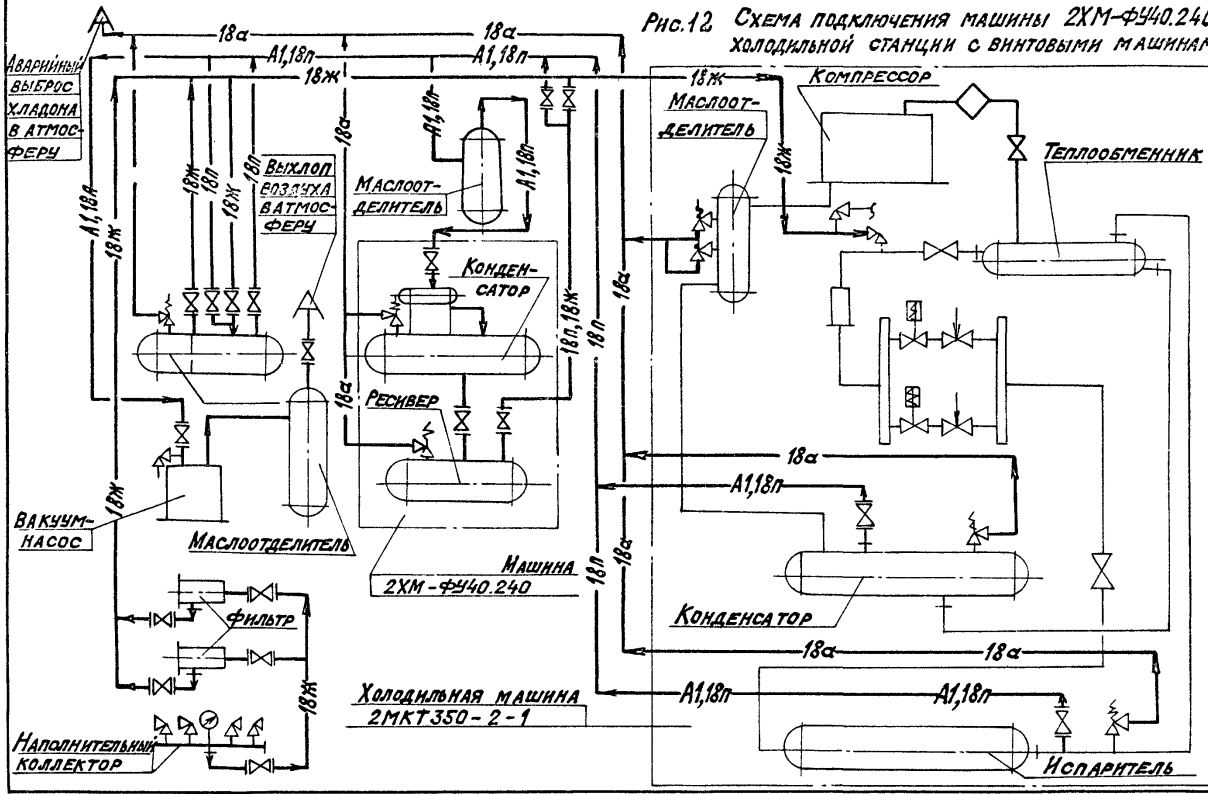 Рис.12 Схема подключения машины 2ХМ-ФУ40.240
холодильной станции с винтовыми машинам
18а
18а
А1,18п
А1,18п
18ж
18ж
Аварийный
выброс
хладона
в атмос-
феру
Компрессор
Маслоот-
делитель
Теплообменник
А1,18п
18ж
18ж
18п
18ж
18п
Выхлоп
воздуха
в атмос-
феру
18а
А1,18п
А1,18п
Маслоот-
делитель
18ж
18а
Конден-
сатор
18п,18ж
18п
18а
Ресивер
18а
А1,18п
18ж
Вакуум-
насос
Маслоотделитель
Машина
2ХМ-ФУ40.240
18п
18а
Конденсатор
Фильтр
18а
18а
18ж
Холодильная машина
2МКТ350-2-1
А1,18п
А1,18п
Наполнительный
коллектор
Испаритель